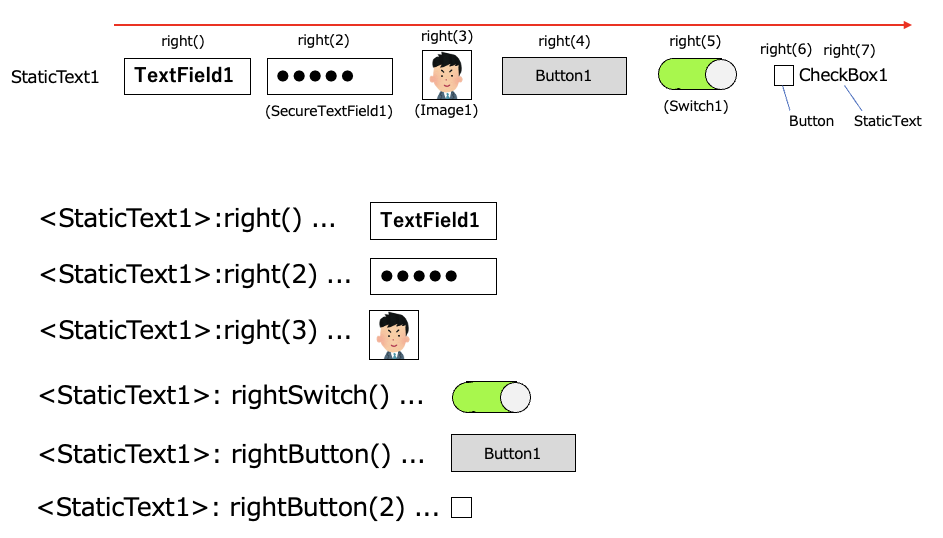 right() right(2) right(3) right(4) right(5) right(6) right(7)
StaticText1 TextField1 ●●●●● Button1 CheckBox1
(SecureTextField1) (Image1) (Switch1)
Button StaticText
<StaticText1>:right() ... TextField1
<StaticText1>:right(2) ... ●●●●●
<StaticText1>:right(3) ...
<StaticText1>: rightSwitch() ...
<StaticText1>: rightButton() ... Button1
<StaticText1>: rightButton(2) ...